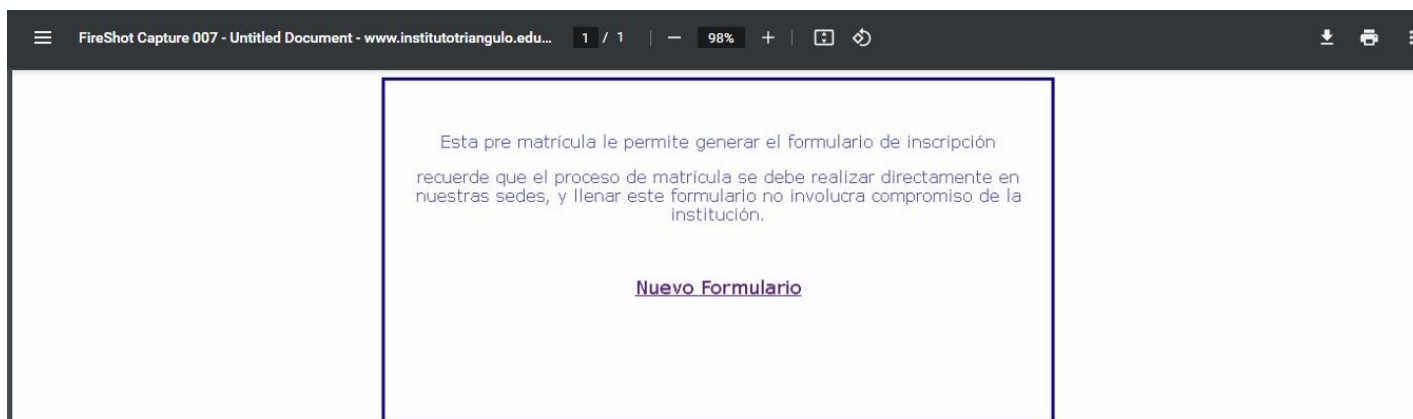 FireShot Capture 007 - Untitled Document - www.institutotriangulo.edu... 1 / 1 | — 98% + |
Esta pre matrícula le permite generar el formulario de inscripción
recuerde que el proceso de matrícula se debe realizar directamente en
nuestras sedes, y llenar este formulario no involucra compromiso de la
institución.
Nuevo Formulario